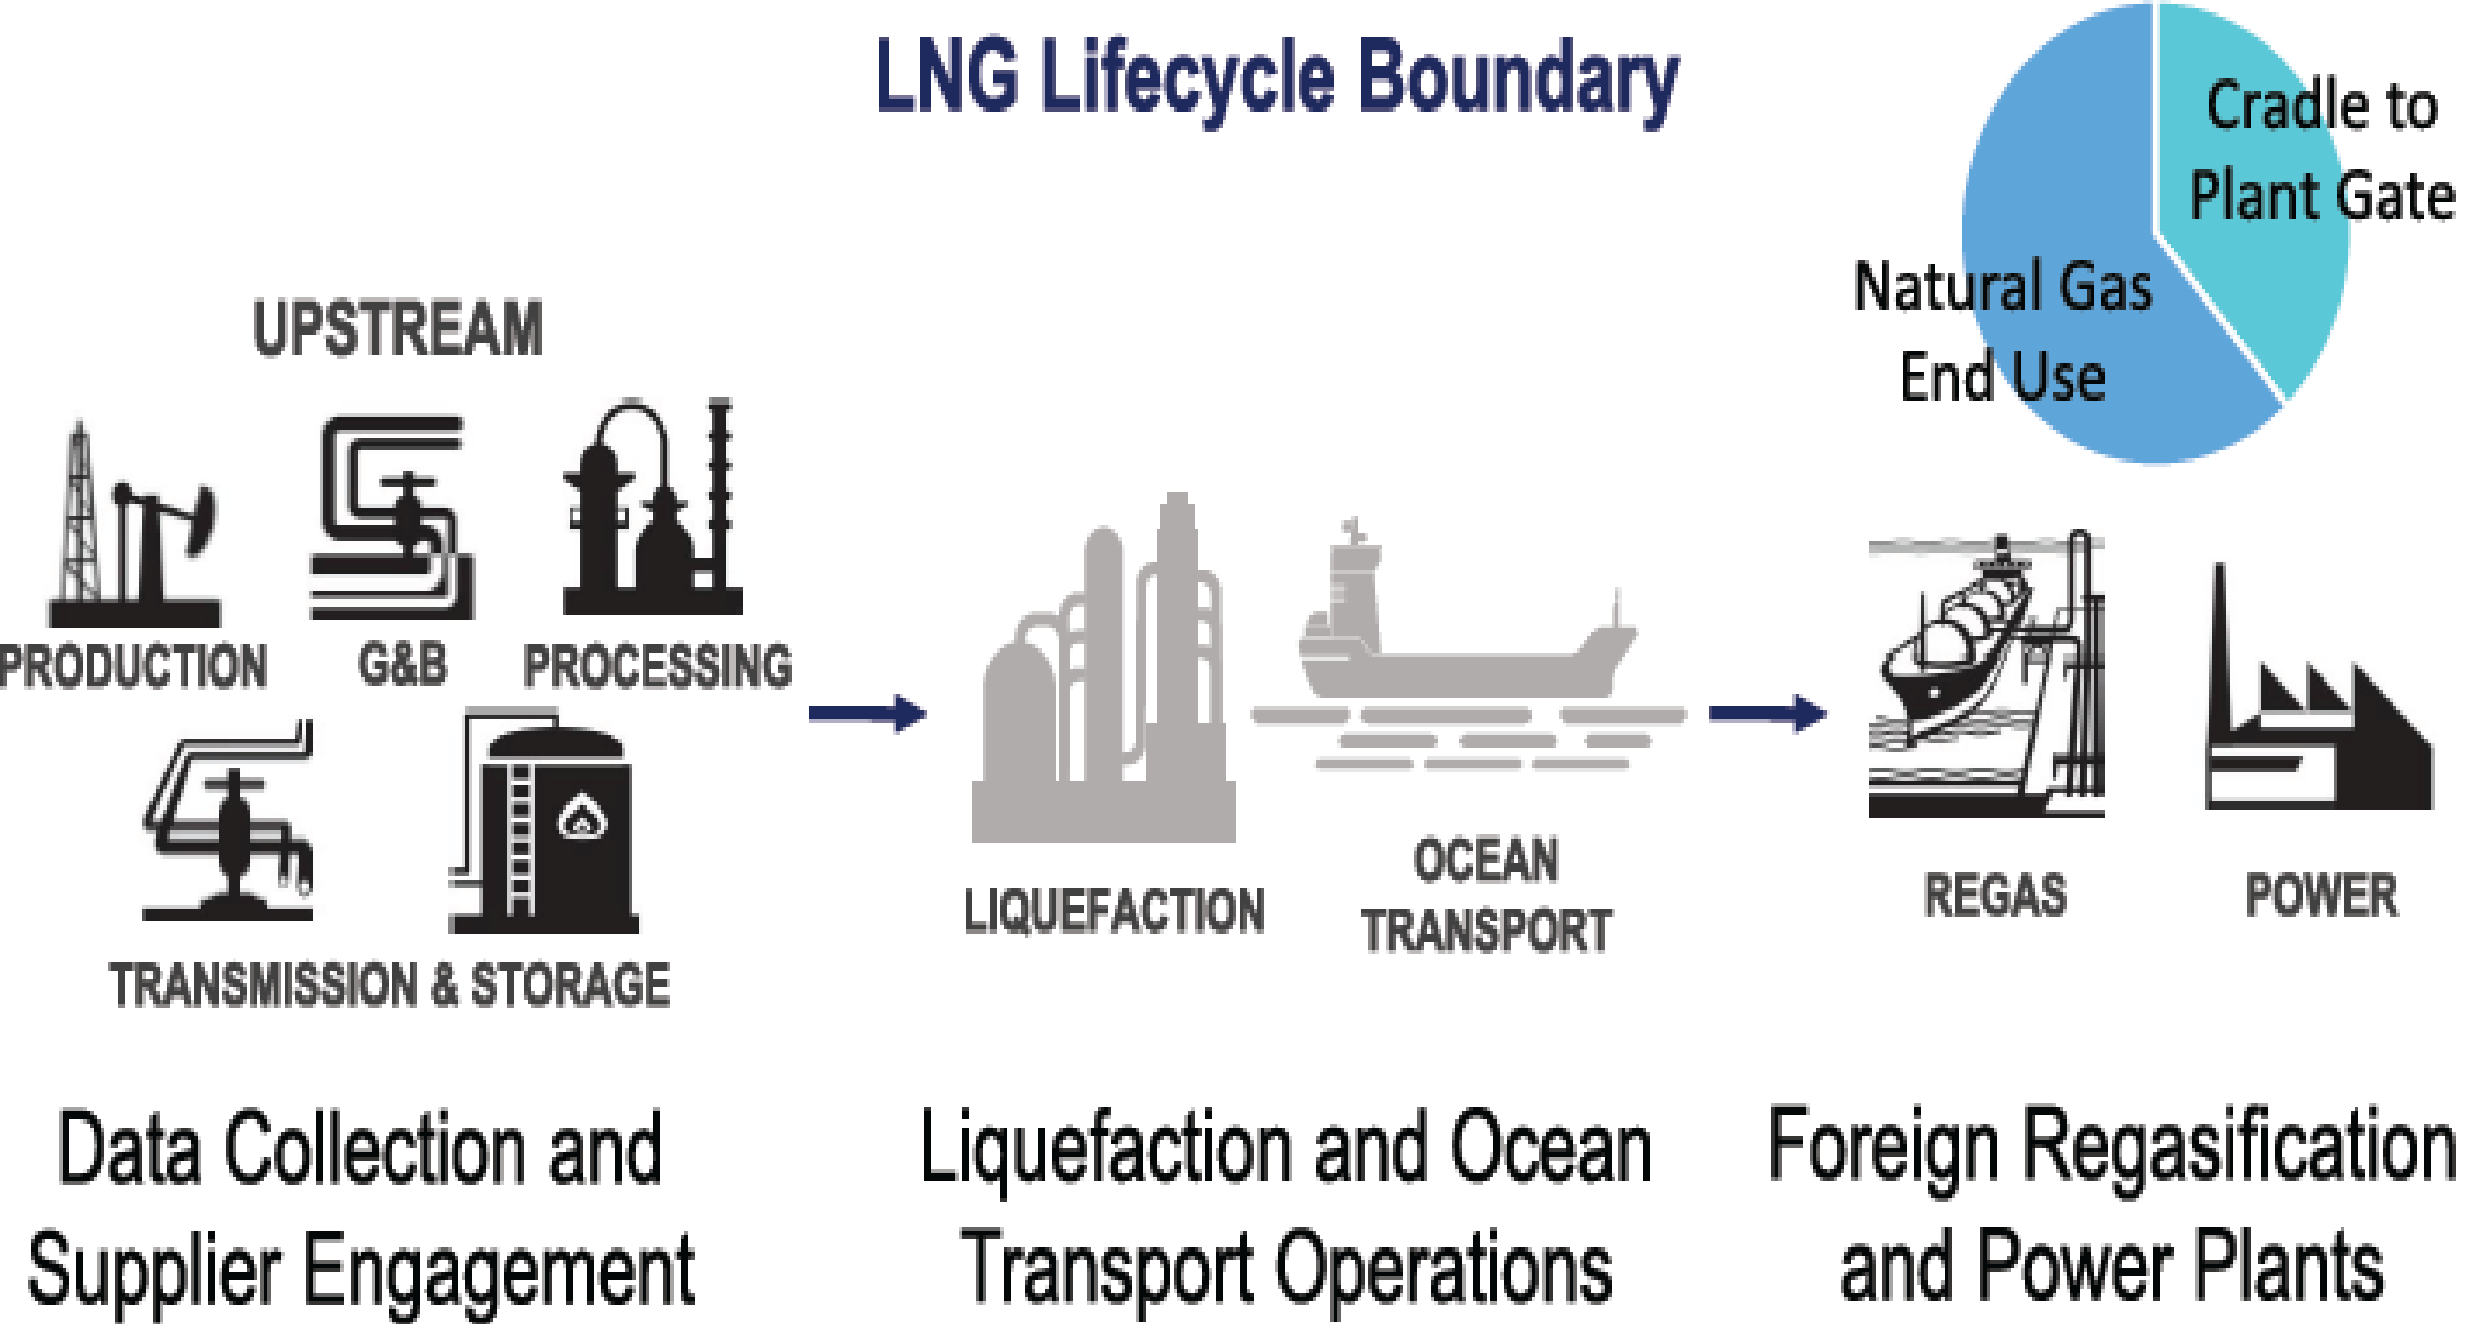 LNG Lifecycle Boundary
Cradle to
Plant Gate
Natural Gas
End Use
UPSTREAM
PRODUCTION
G&B
PROCESSING
TRANSMISSION & STORAGE
LIQUEFACTION
OCEAN
TRANSPORT
REGAS
POWER
Data Collection and
Supplier Engagement
Liquefaction and Ocean
Transport Operations
Foreign Regasification
and Power Plants